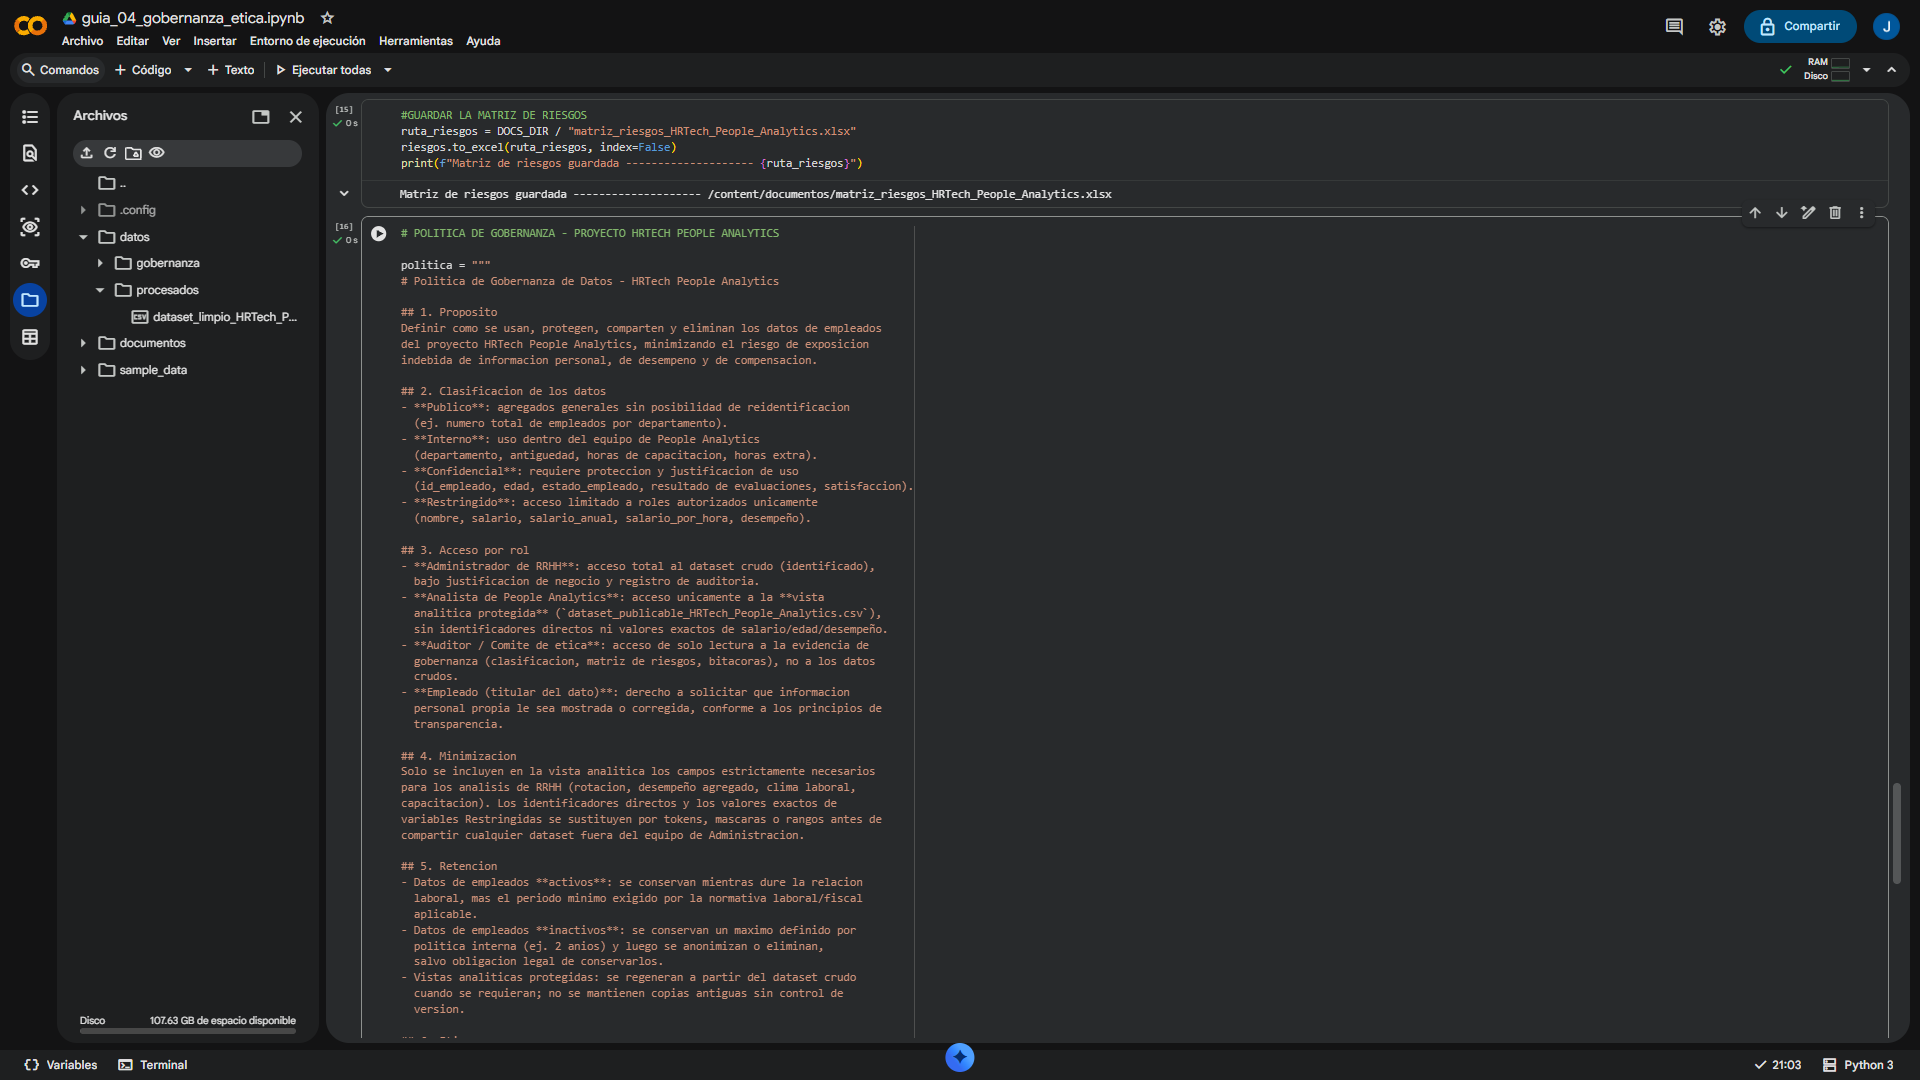 guia_04_gobernanza_etica.ipynb
Archivo Editar Ver Insertar Entorno de ejecución Herramientas Ayuda
Compartir
J
Comandos + Código + Texto Ejecutar todas
RAM
Disco
Archivos
..
.config
datos
gobernanza
procesados
dataset_limpio_HRTech_P...
documentos
sample_data
Disco 107.63 GB de espacio disponible
[15]
0 s
#GUARDAR LA MATRIZ DE RIESGOS
ruta_riesgos = DOCS_DIR / "matriz_riesgos_HRTech_People_Analytics.xlsx"
riesgos.to_excel(ruta_riesgos, index=False)
print(f"Matriz de riesgos guardada -------------------- {ruta_riesgos}")
Matriz de riesgos guardada -------------------- /content/documentos/matriz_riesgos_HRTech_People_Analytics.xlsx
[16]
0 s
# POLITICA DE GOBERNANZA - PROYECTO HRTECH PEOPLE ANALYTICS
politica = """
# Politica de Gobernanza de Datos - HRTech People Analytics
## 1. Proposito
Definir como se usan, protegen, comparten y eliminan los datos de empleados
del proyecto HRTech People Analytics, minimizando el riesgo de exposicion
indebida de informacion personal, de desempeno y de compensacion.
## 2. Clasificacion de los datos
- **Publico**: agregados generales sin posibilidad de reidentificacion
(ej. numero total de empleados por departamento).
- **Interno**: uso dentro del equipo de People Analytics
(departamento, antiguedad, horas de capacitacion, horas extra).
- **Confidencial**: requiere proteccion y justificacion de uso
(id_empleado, edad, estado_empleado, resultado de evaluaciones, satisfaccion).
- **Restringido**: acceso limitado a roles autorizados unicamente
(nombre, salario, salario_anual, salario_por_hora, desempeño).
## 3. Acceso por rol
- **Administrador de RRHH**: acceso total al dataset crudo (identificado),
bajo justificacion de negocio y registro de auditoria.
- **Analista de People Analytics**: acceso unicamente a la **vista
analitica protegida** (`dataset_publicable_HRTech_People_Analytics.csv`),
sin identificadores directos ni valores exactos de salario/edad/desempeño.
- **Auditor / Comite de etica**: acceso de solo lectura a la evidencia de
gobernanza (clasificacion, matriz de riesgos, bitacoras), no a los datos
crudos.
- **Empleado (titular del dato)**: derecho a solicitar que informacion
personal propia le sea mostrada o corregida, conforme a los principios de
transparencia.
## 4. Minimizacion
Solo se incluyen en la vista analitica los campos estrictamente necesarios
para los analisis de RRHH (rotacion, desempeño agregado, clima laboral,
capacitacion). Los identificadores directos y los valores exactos de
variables Restringidas se sustituyen por tokens, mascaras o rangos antes de
compartir cualquier dataset fuera del equipo de Administracion.
## 5. Retencion
- Datos de empleados **activos**: se conservan mientras dure la relacion
laboral, mas el periodo minimo exigido por la normativa laboral/fiscal
aplicable.
- Datos de empleados **inactivos**: se conservan un maximo definido por
politica interna (ej. 2 anios) y luego se anonimizan o eliminan,
salvo obligacion legal de conservarlos.
- Vistas analiticas protegidas: se regeneran a partir del dataset crudo
cuando se requieran; no se mantienen copias antiguas sin control de
version.
Variables Terminal
21:03 Python 3